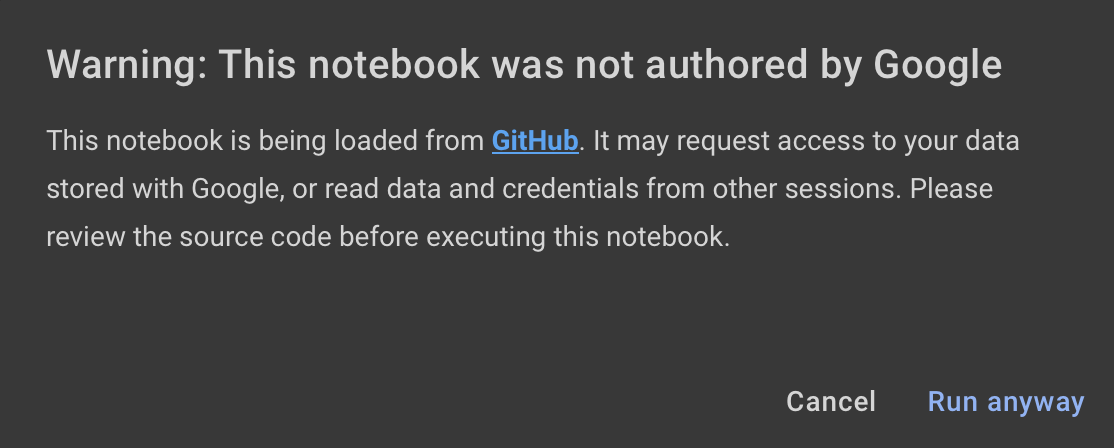 Warning: This notebook was not authored by Google
This notebook is being loaded from GitHub. It may request access to your data
stored with Google, or read data and credentials from other sessions. Please
review the source code before executing this notebook.
Cancel Run anyway